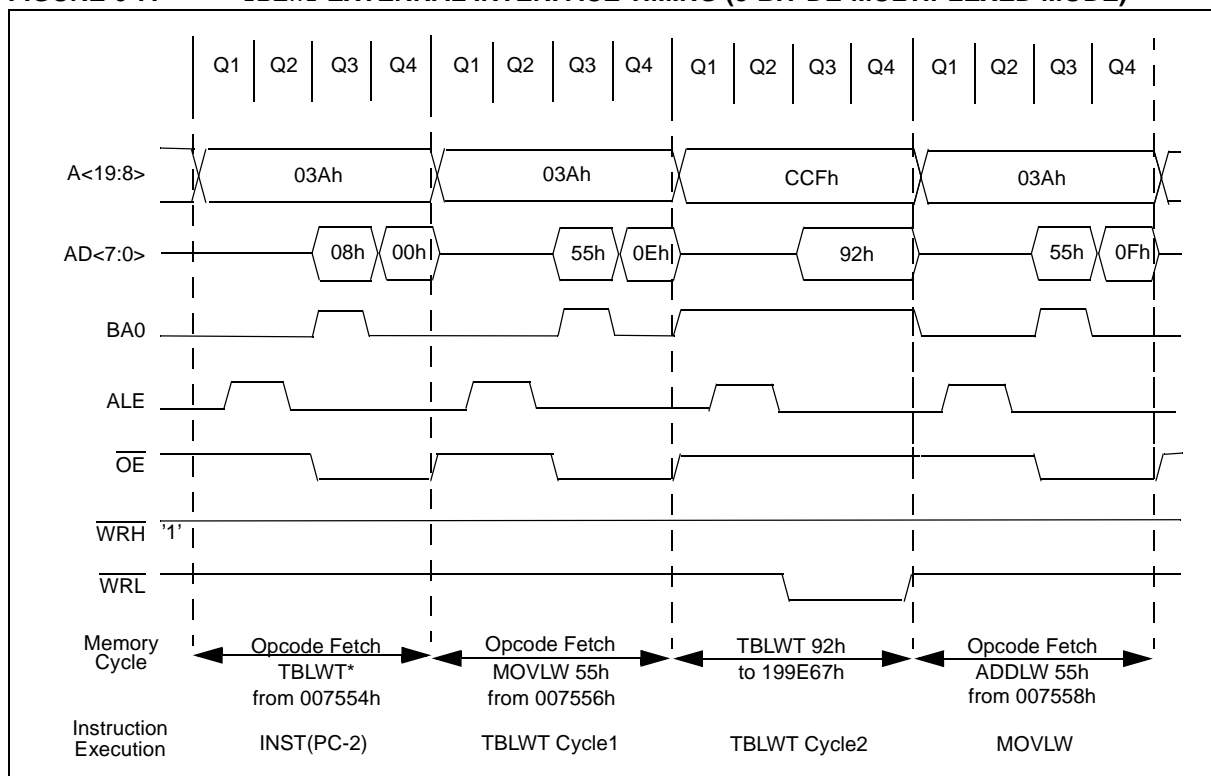 Q1 Q2 Q3 Q4 Q1 Q2 Q3 Q4 Q1 Q2 Q3 Q4 Q1 Q2 Q3 Q4
A<19:8> 03Ah 03Ah CCFh 03Ah
AD<7:0> 08h 00h 55h 0Eh 92h 55h 0Fh
BA0
ALE
OE
WRH '1'
WRL
Memory Cycle
Opcode Fetch
TBLWT*
from 007554h
Opcode Fetch
MOVLW 55h
from 007556h
TBLWT 92h
to 199E67h
Opcode Fetch
ADDLW 55h
from 007558h
Instruction Execution
INST(PC-2) TBLWT Cycle1 TBLWT Cycle2 MOVLW